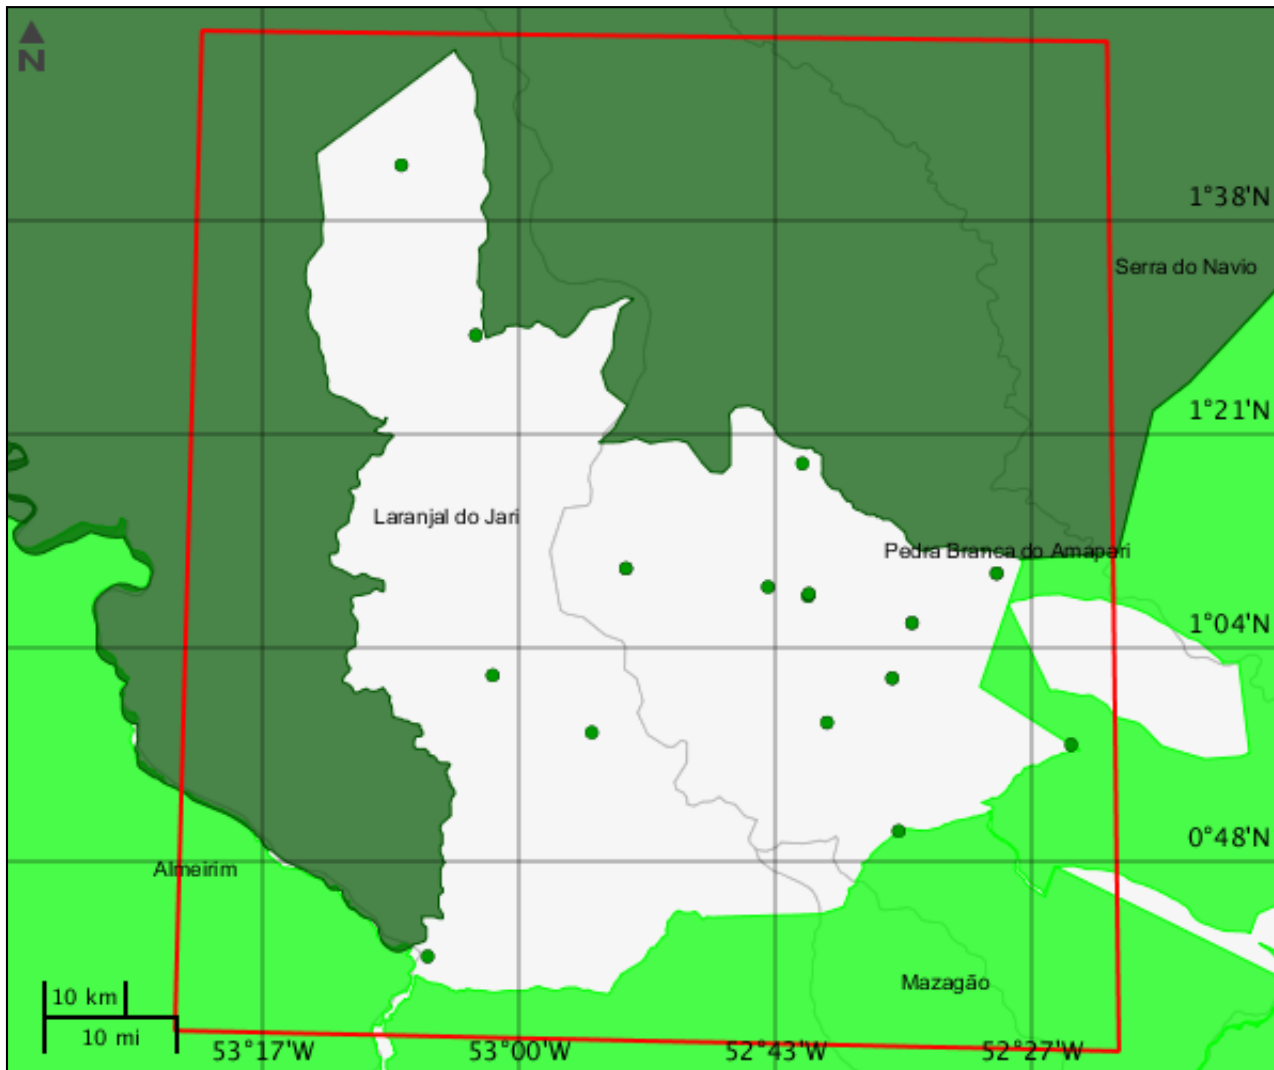 N
1°38'N
Serra do Navio
1°21'N
Laranjal do Jari
Pedra Branca do Amapari
1°04'N
0°48'N
Almeirim
Mazagão
10 km
10 mi
53°17'W
53°00'W
52°43'W
52°27'W